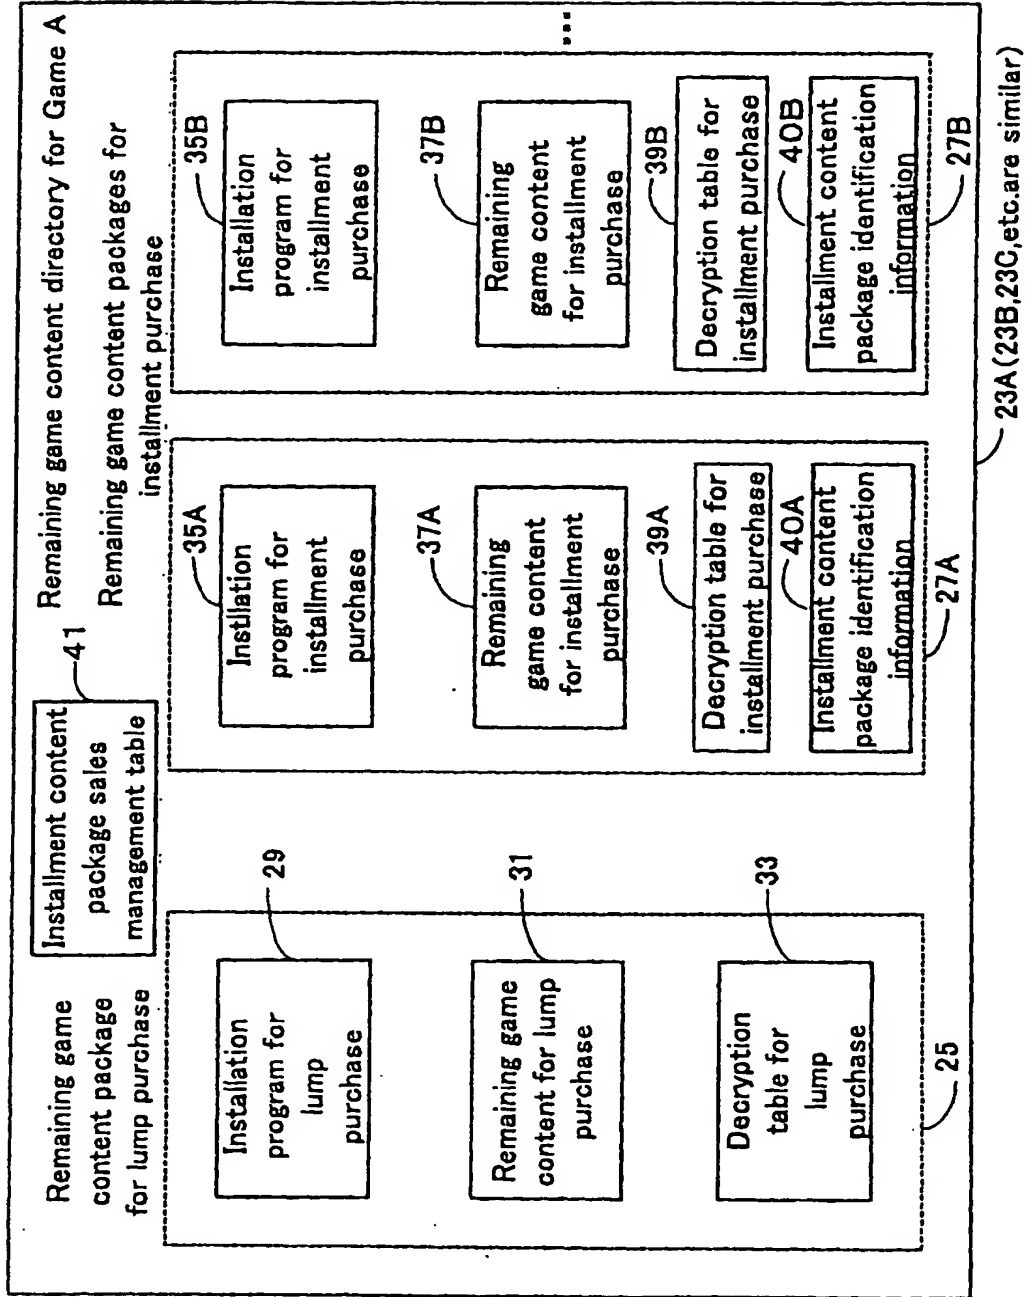 Remaining game content directory for Game A
Installment content
package sales
management table
41
Remaining game
content package
for lump purchase
Remaining game content packages for
installment purchase
Installation
program for
lump
purchase
29
Remaining game
content for lump
purchase
31
Decryption
table for
lump
purchase
33
25
Instllation
program for
installment
purchase
35A
Remaining
game content
for installment
purchase
37A
Decryption table for
installment purchase
39A
Installment content
package identification
information
40A
27A
Installation
program for
installment
purchase
35B
Remaining
game content
for installment
purchase
37B
Decryption table for
installment purchase
39B
Installment content
package identification
information
40B
27B
...
23A(23B,23C,etc.are similar)